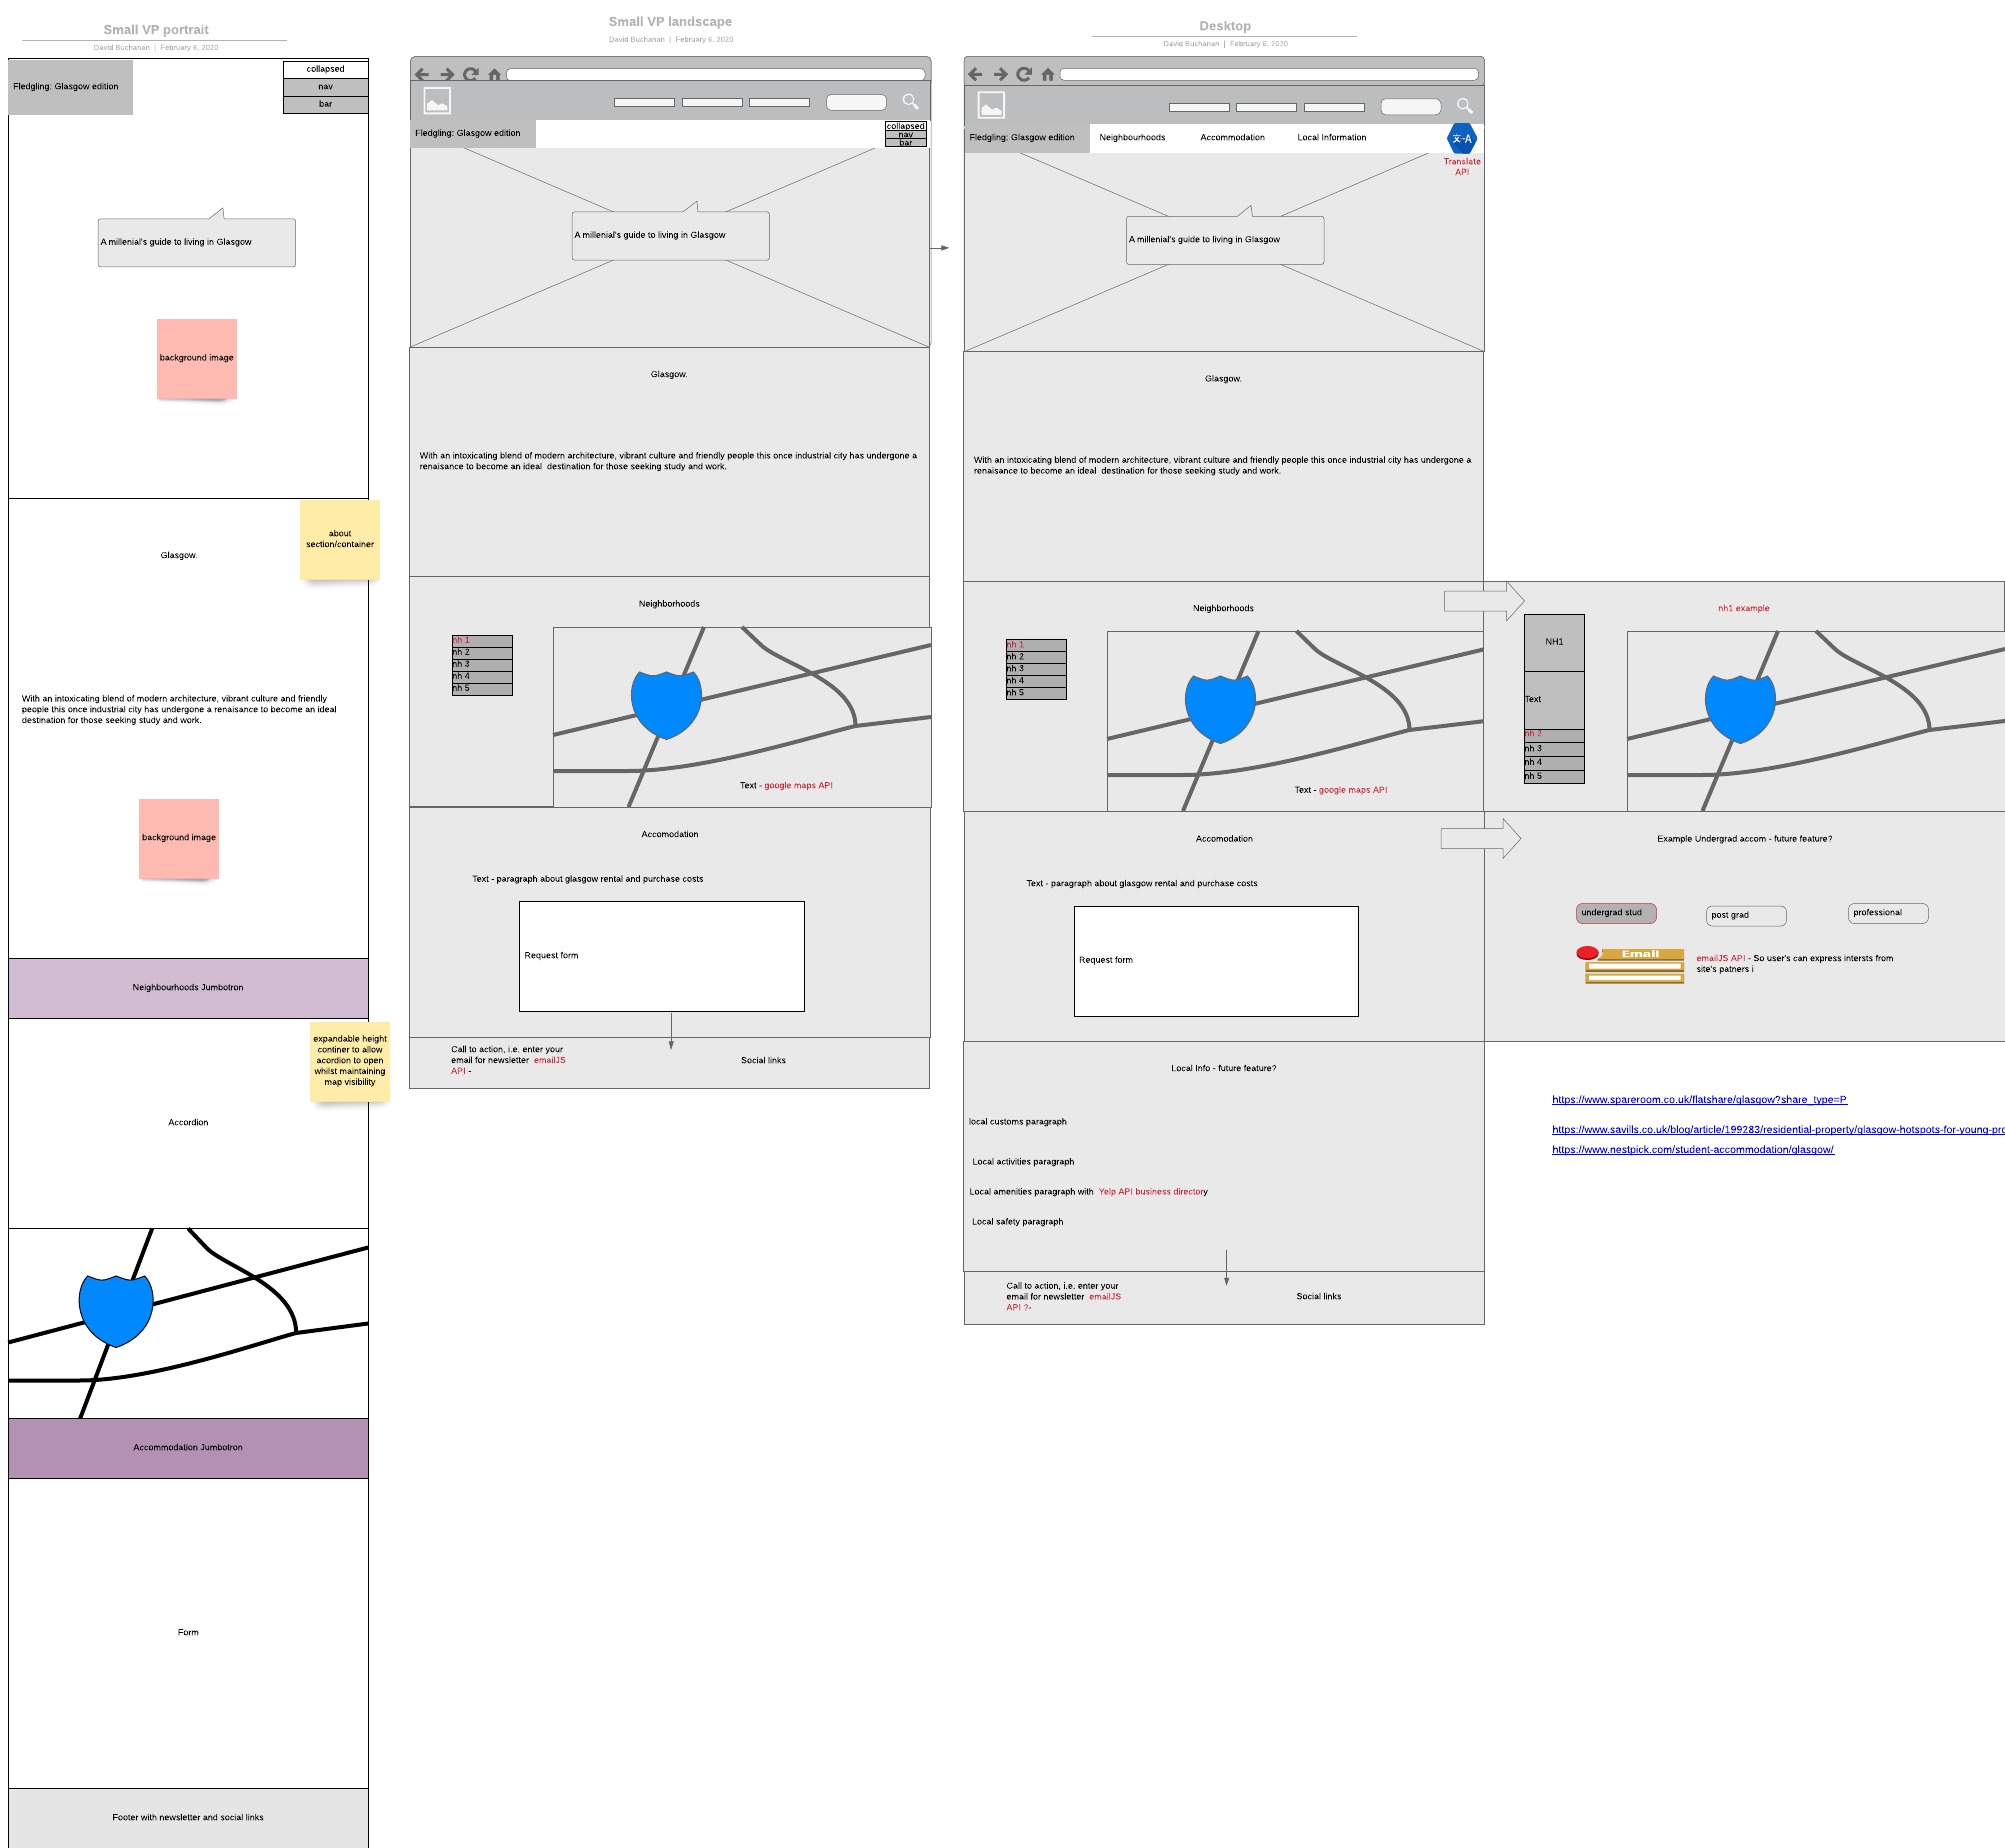 Small VP portrait
David Buchanan | February 6, 2020
Fledgling: Glasgow edition
collapsed
nav
bar
A millenial's guide to living in Glasgow
background image
about
section/container
Glasgow.
With an intoxicating blend of modern architecture, vibrant culture and friendly
people this once industrial city has undergone a renaisance to become an ideal
destination for those seeking study and work.
background image
Neighbourhoods Jumbotron
expandable height
continer to allow
acordion to open
whilst maintaining
map visibility
Accordion
Accommodation Jumbotron
Form
Footer with newsletter and social links
Small VP landscape
David Buchanan | February 6, 2020
Fledgling: Glasgow edition
collapsed
nav
bar
A millenial's guide to living in Glasgow
Glasgow.
With an intoxicating blend of modern architecture, vibrant culture and friendly people this once industrial city has undergone a
renaisance to become an ideal destination for those seeking study and work.
Neighborhoods
nh 1
nh 2
nh 3
nh 4
nh 5
Text - google maps API
Accomodation
Text - paragraph about glasgow rental and purchase costs
Request form
Call to action, i.e. enter your
email for newsletter emailJS
API -
Social links
Desktop
David Buchanan | February 6, 2020
Fledgling: Glasgow edition
Neighbourhoods
Accommodation
Local Information
文A
Translate
API
A millenial's guide to living in Glasgow
Glasgow.
With an intoxicating blend of modern architecture, vibrant culture and friendly people this once industrial city has undergone a
renaisance to become an ideal destination for those seeking study and work.
Neighborhoods
nh 1
nh 2
nh 3
nh 4
nh 5
Text - google maps API
nh1 example
NH1
Text
nh 2
nh 3
nh 4
nh 5
Accomodation
Text - paragraph about glasgow rental and purchase costs
Request form
Example Undergrad accom - future feature?
undergrad stud
post grad
professional
Email
emailJS API - So user's can express intersts from
site's patners i
Local Info - future feature?
local customs paragraph
Local activities paragraph
Local amenities paragraph with Yelp API business directory
Local safety paragraph
Call to action, i.e. enter your
email for newsletter emailJS
API ?-
Social links
https://www.spareroom.co.uk/flatshare/glasgow?share_type=P
https://www.savills.co.uk/blog/article/199283/residential-property/glasgow-hotspots-for-young-pro
https://www.nestpick.com/student-accommodation/glasgow/